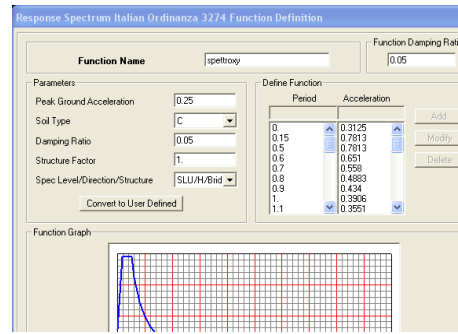 Response Spectrum Italian Ordinanza 3274 Function Definition
Function Damping Rati
Function Name
spettroxy
0.05
Parameters
Peak Ground Acceleration
0.25
Soil Type
C
Damping Ratio
0.05
Structure Factor
1.
Spec Level/Direction/Structure
SLU/H/Brid
Convert to User Defined
Define Function
Period Acceleration
0. 0.3125
0.15 0.7813
0.5 0.7813
0.6 0.651
0.7 0.558
0.8 0.4883
0.9 0.434
1. 0.3906
1.1 0.3551
Add
Modify
Delete
Function Graph